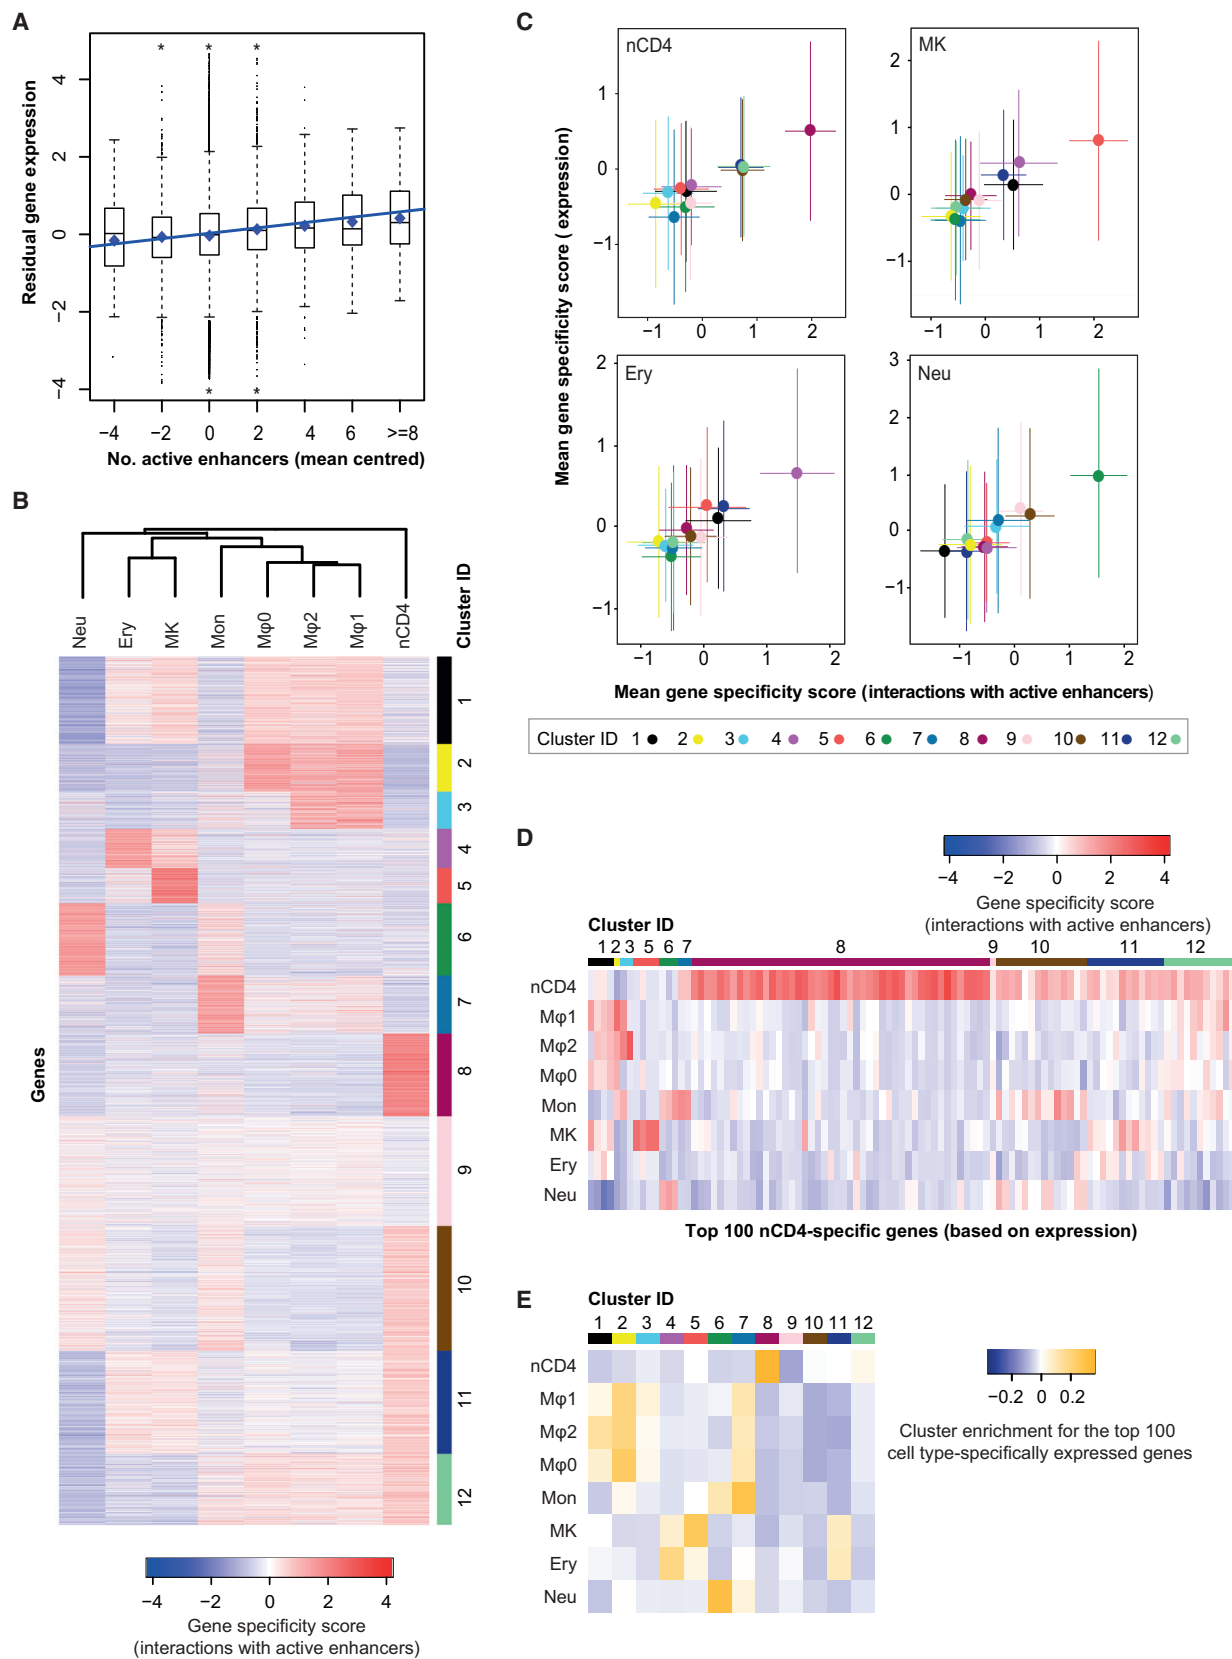 A
Residual gene expression
4
2
0
−2
−4
* * *
* *
−4 −2 0 2 4 6 >=8
No. active enhancers (mean centred)
B
Neu Ery MK Mon Mφ0 Mφ2 Mφ1 nCD4 Cluster ID
Genes
1
2
3
4
5
6
7
8
9
10
11
12
−4 −2 0 2 4
Gene specificity score
(interactions with active enhancers)
C
Mean gene specificity score ( expression)
nCD4
1
0
−1
−1 0 1 2
MK
2
1
0
−1
−1 0 1 2
Ery
2
1
0
−1
−1 0 1 2
Neu
3
2
1
0
−1
−1 0 1 2
Mean gene specificity score (interactions with active enhancers)
Cluster ID 1 2 3 4 5 6 7 8 9 10 11 12
D
−4 −2 0 2 4
Gene specificity score
(interactions with active enhancers)
Cluster ID
1 2 3 5 6 7 8 9 10 11 12
nCD4
Mφ1
Mφ2
Mφ0
Mon
MK
Ery
Neu
Top 100 nCD4-specific genes (based on expression)
E
Cluster ID
1 2 3 4 5 6 7 8 9 10 11 12
nCD4
Mφ1
Mφ2
Mφ0
Mon
MK
Ery
Neu
−0.2 0 0.2
Cluster enrichment for the top 100
cell type-specifically expressed genes